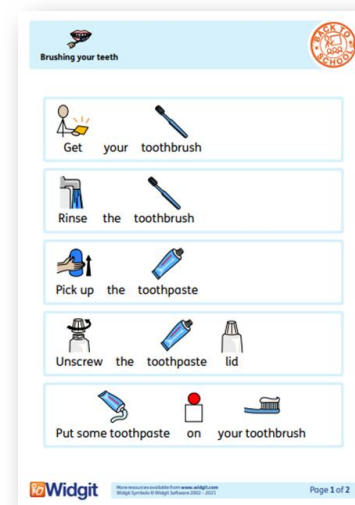 Brushing your teeth
BACK TO SCHOOL
Get your toothbrush
Rinse the toothbrush
Pick up the toothpaste
Unscrew the toothpaste lid
Put some toothpaste on your toothbrush
Widgit
More resources available from www.widgit.com
Widgit Symbols © Widgit Software 2002 - 2021
Page 1 of 2